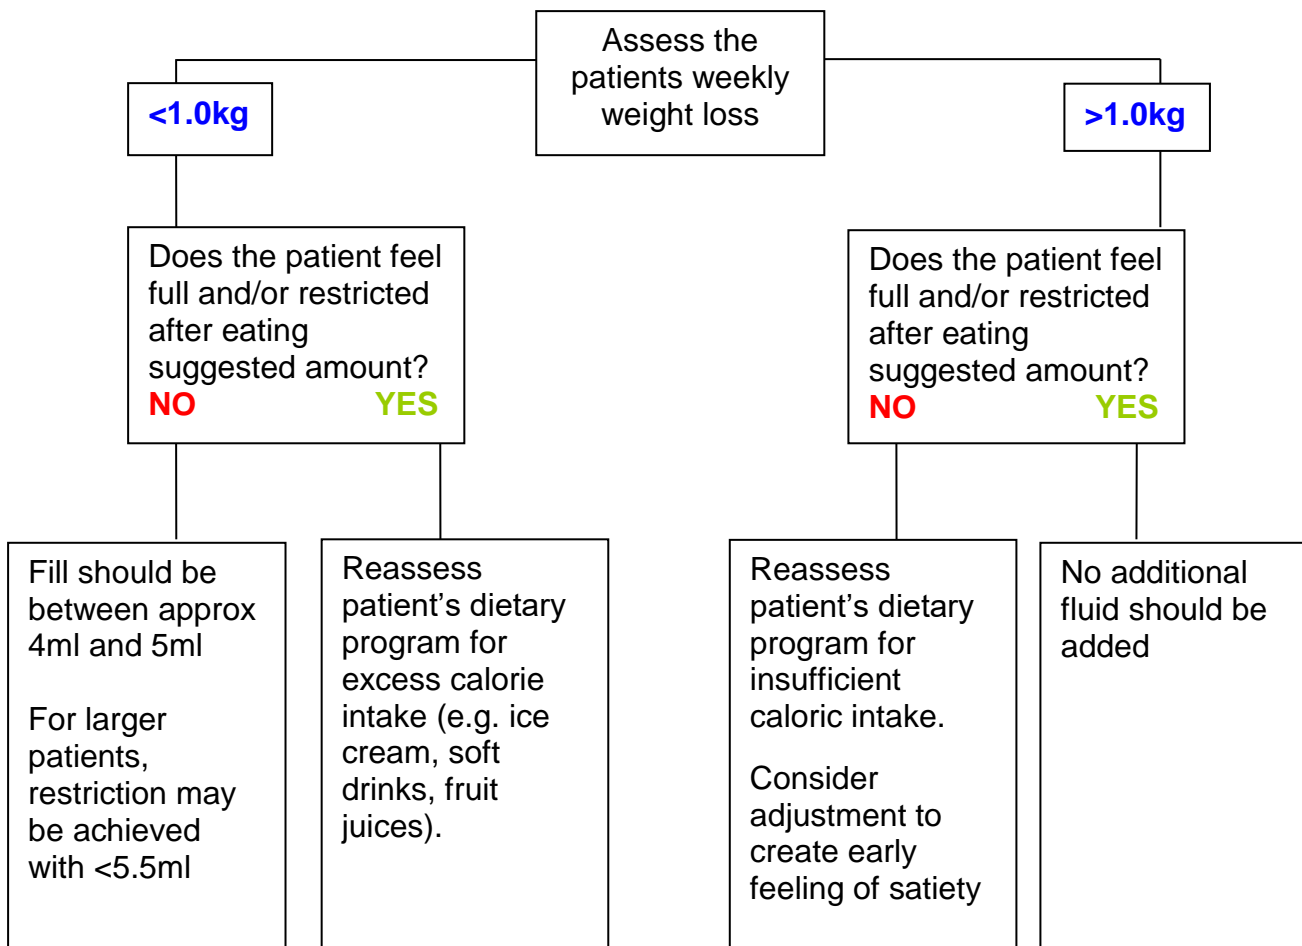 Assess the
patients weekly
weight loss
<1.0kg
>1.0kg
Does the patient feel
full and/or restricted
after eating
suggested amount?
NO YES
Does the patient feel
full and/or restricted
after eating
suggested amount?
NO YES
Fill should be
between approx
4ml and 5ml
For larger
patients,
restriction may
be achieved
with <5.5ml
Reassess
patient’s dietary
program for
excess calorie
intake (e.g. ice
cream, soft
drinks, fruit
juices).
Reassess
patient’s dietary
program for
insufficient
caloric intake.
Consider
adjustment to
create early
feeling of satiety
No additional
fluid should be
added